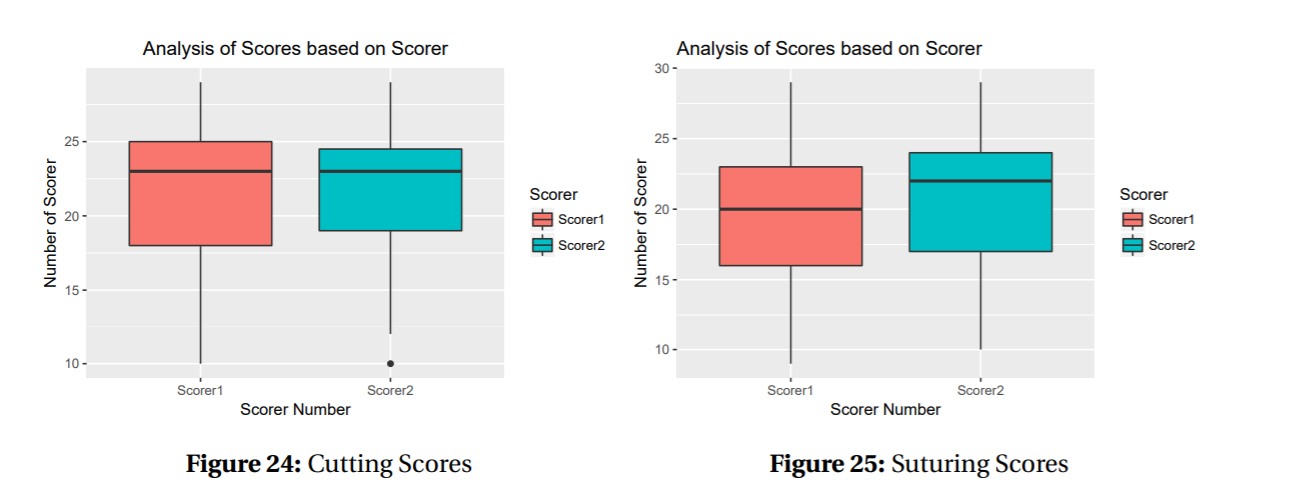 Analysis of Scores based on Scorer
Number of Scorer
25
20
15
10
Scorer1
Scorer2
Scorer Number
Scorer
Scorer1
Scorer2
Figure 24: Cutting Scores
Analysis of Scores based on Scorer
Number of Scorer
30
25
20
15
10
Scorer1
Scorer2
Scorer Number
Scorer
Scorer1
Scorer2
Figure 25: Suturing Scores